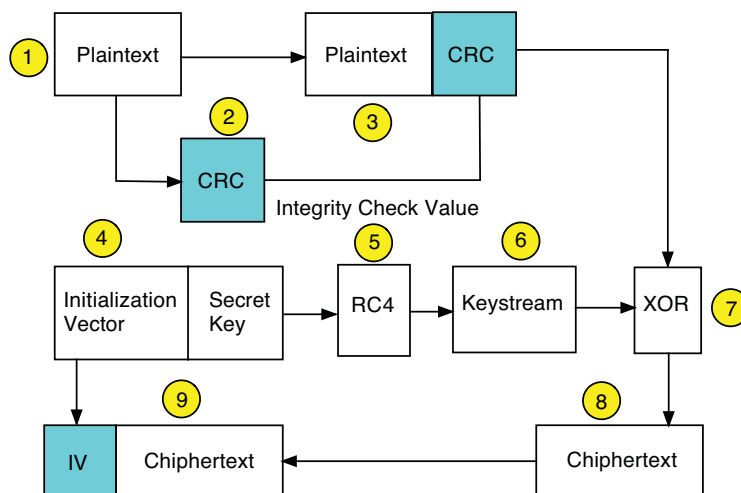 1
Plaintext
Plaintext
CRC
2
3
CRC
Integrity Check Value
4
5
6
Initialization
Vector
Secret
Key
RC4
Keystream
XOR
7
9
8
IV
Chiphertext
Chiphertext